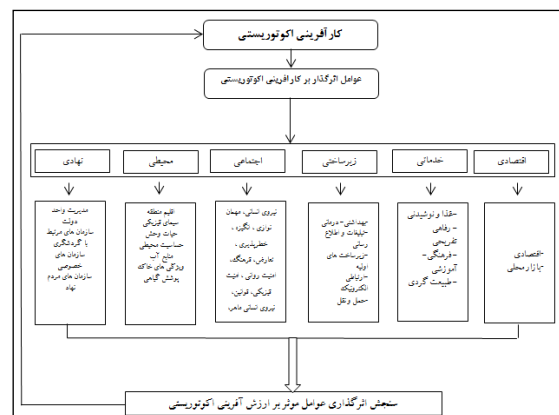 کارآفرینی اکوتوریستی
عوامل اثرگذار بر کارافرینی اکوتوریستی
اقتصادی
خدماتی
زیرساختی
اجتماعی
محیطی
نهادی
-اقتصادی
-بازار محلی
-غذا و نوشیدنی
- رفاهی
تفریحی
-فرهنگی-
آموزشی
-طبیعت گردی
-بهداشتی- درمانی
-تبلیغات و اطلاع
رسانی
-زیرساخت های
اولیه
-ارتباطی
الکترونیک
-حمل و نقل
نیروی انسانی، مهمان
نوازی ، انگیزه ،
خطرپذیری ،
تعارض، فرهنگ،
امنیت روانی، امنیت
فیزیکی، قوانین،
نیروی انسانی ماهر،
اقلیم منطقه
سیمای فیزیکی
حیات وحش
حساسیت محیطی
منابع آب
ویژگی های خاک
پوشش گیاهی
مدیریت واحد
دولت
سازمان های مرتبط
با گردشگری
سازمان های
خصوصی
سازمان های مردم
نهاد
سنجش اثرگذاری عوامل موثر بر ارزش آفرینی اکوتوریستی